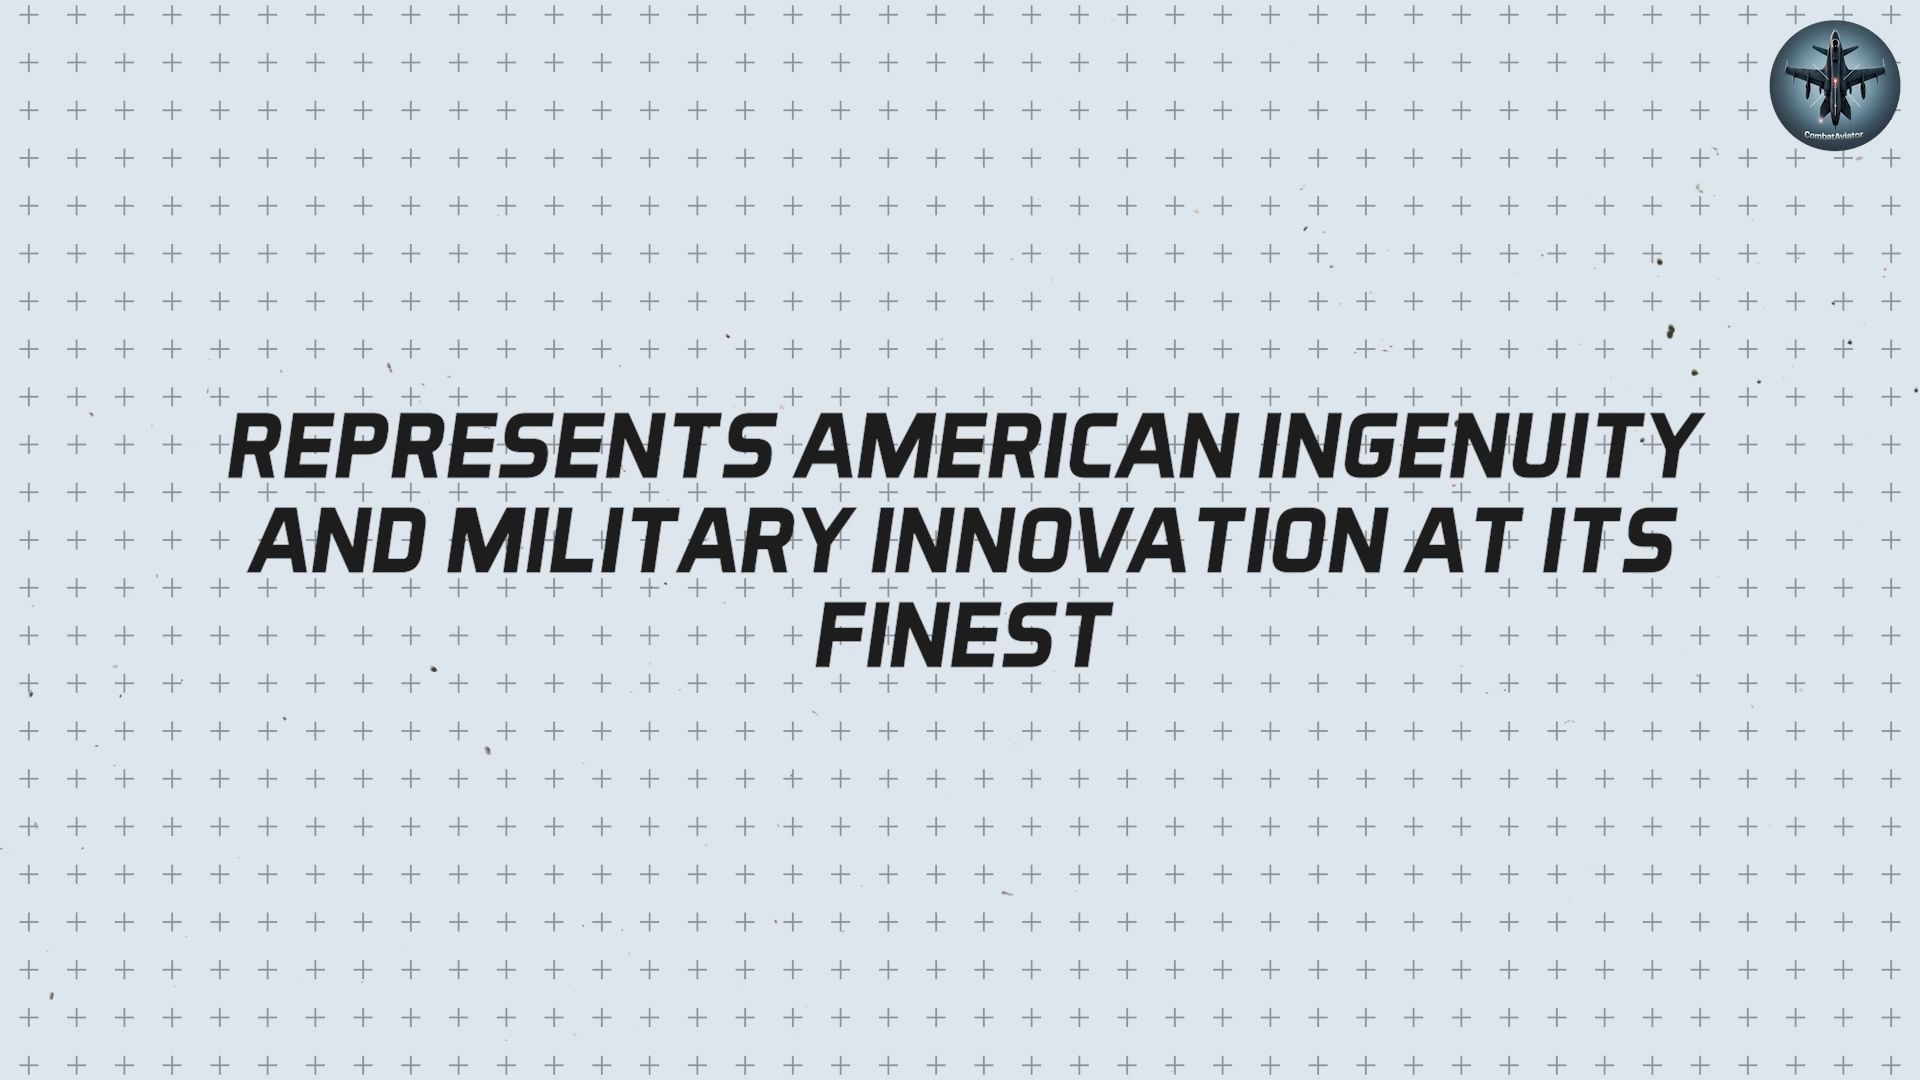 CombatAviator
REPRESENTS AMERICAN INGENUITY
AND MILITARY INNOVATION AT ITS
FINEST